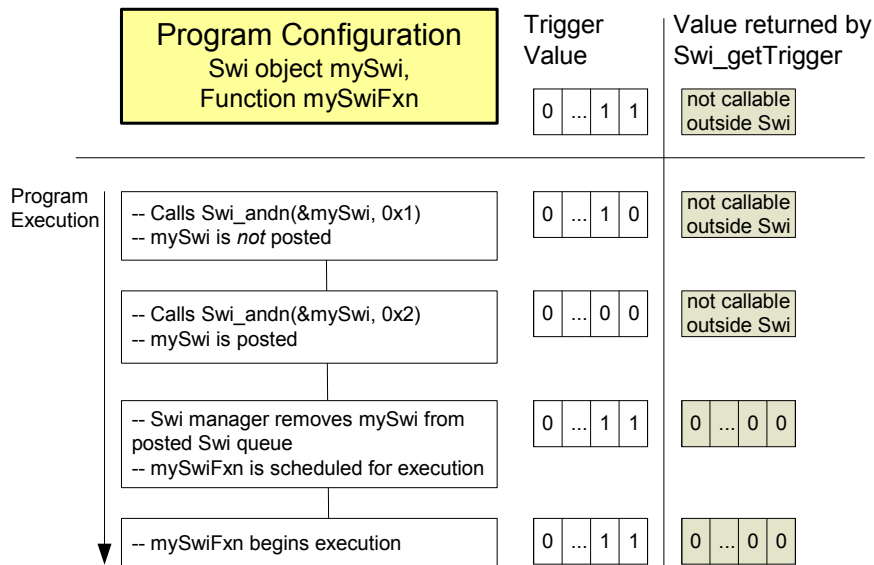 Program Configuration
Swi object mySwi,
Function mySwiFxn
Trigger
Value
Value returned by
Swi_getTrigger
0 ... 1 1
not callable
outside Swi
Program
Execution
-- Calls Swi_andn(&mySwi, 0x1)
-- mySwi is not posted
0 ... 1 0
not callable
outside Swi
-- Calls Swi_andn(&mySwi, 0x2)
-- mySwi is posted
0 ... 0 0
not callable
outside Swi
-- Swi manager removes mySwi from
posted Swi queue
-- mySwiFxn is scheduled for execution
0 ... 1 1
0 ... 0 0
-- mySwiFxn begins execution
0 ... 1 1
0 ... 0 0